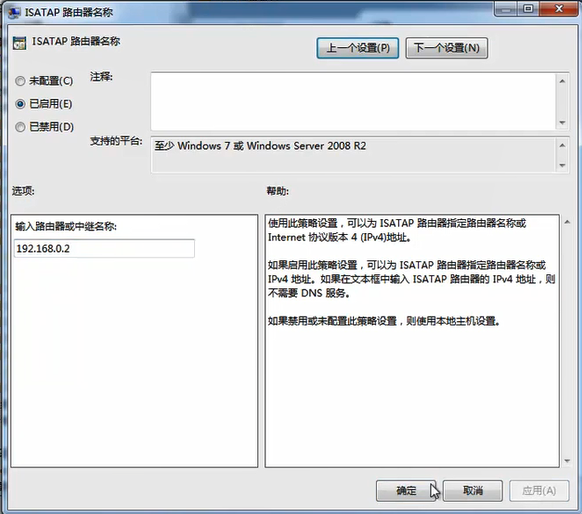 ISATAP 路由器名称
ISATAP 路由器名称
上一个设置(P)
下一个设置(N)
未配置(C)
注释:
已启用(E)
已禁用(D)
支持的平台:
至少 Windows 7 或 Windows Server 2008 R2
选项:
帮助:
输入路由器或中继名称:
192.168.0.2
使用此策略设置，可以为 ISATAP 路由器指定路由器名称或
Internet 协议版本 4 (IPv4)地址。
如果启用此策略设置，可以为 ISATAP 路由器指定路由器名称或
IPv4 地址。如果在文本框中输入 ISATAP 路由器的 IPv4 地址，则
不需要 DNS 服务。
如果禁用或未配置此策略设置，则使用本地主机设置。
确定
取消
应用(A)